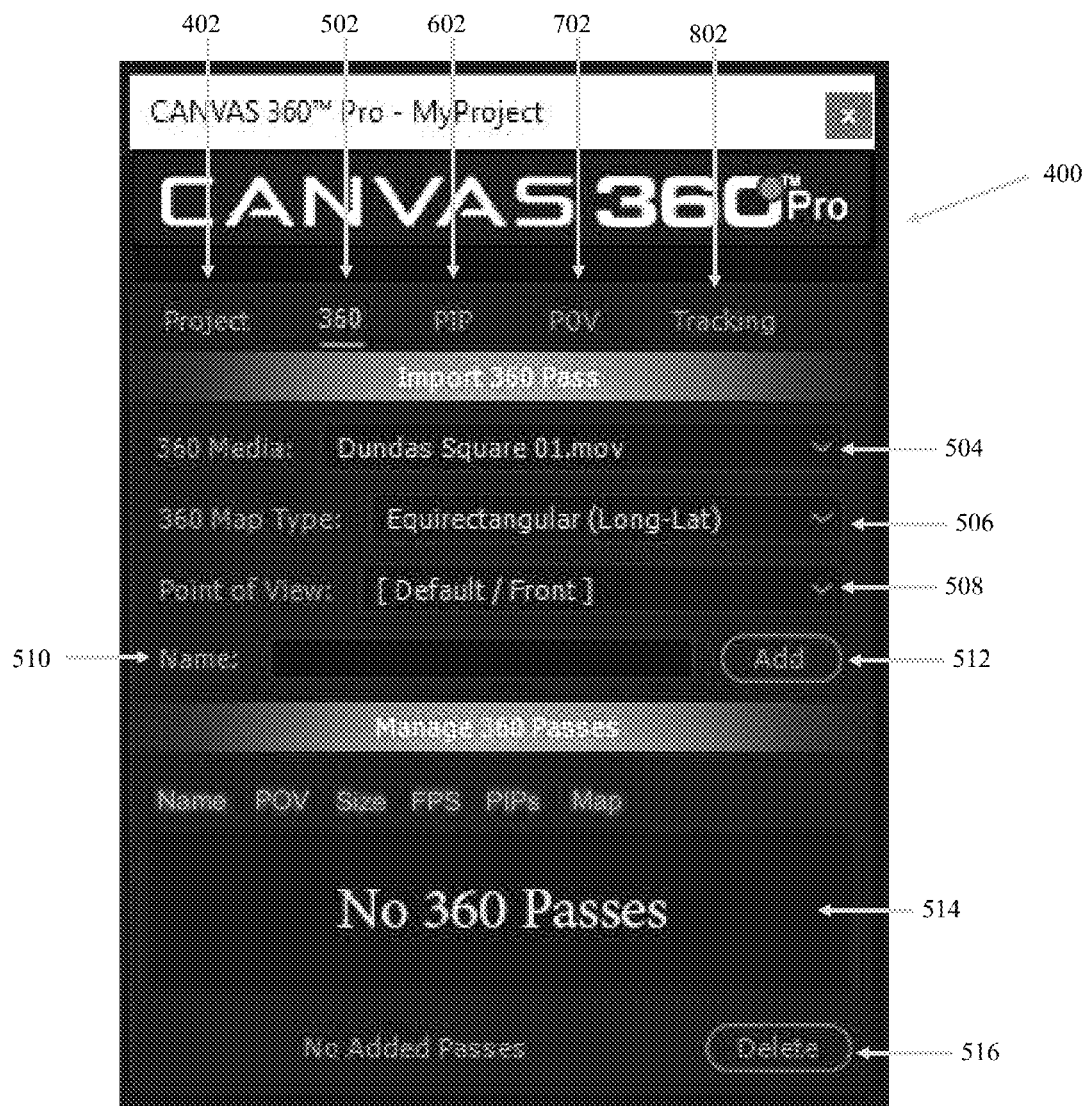 402 502 602 702 802
CANVAS 360™ Pro - MyProject x
CANVAS 360™ Pro
400
Project 360 PIP POV Tracking
Import 360 Pass
360 Media: Dundas Square 01.mov 504
360 Map Type: Equirectangular (Long-Lat) 506
Point of View: [ Default / Front ] 508
510 Name: Add 512
Manage 360 Passes
Name POV Size FPS PIPs Map
No 360 Passes 514
No Added Passes Delete 516